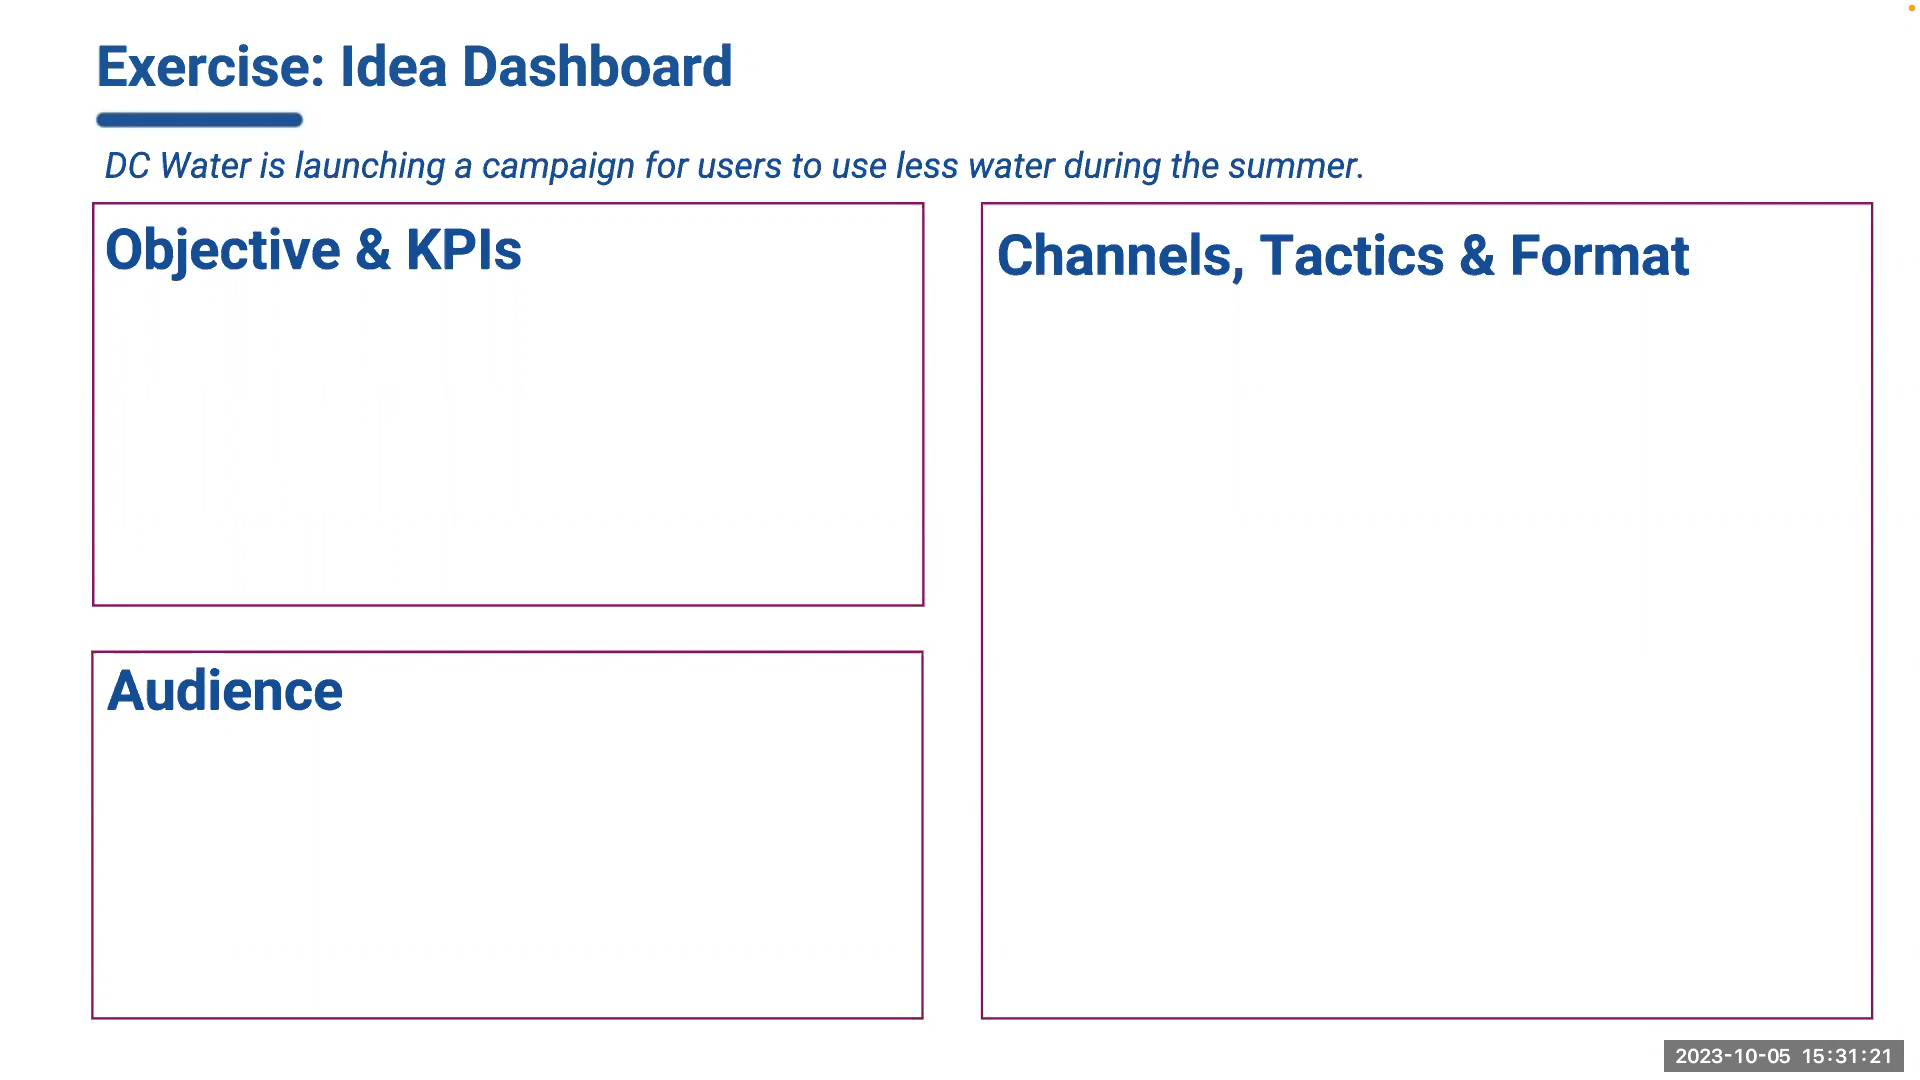 Exercise: Idea Dashboard
DC Water is launching a campaign for users to use less water during the summer.
Objective & KPIs
Audience
Channels, Tactics & Format
2023-10-05 15:31:21